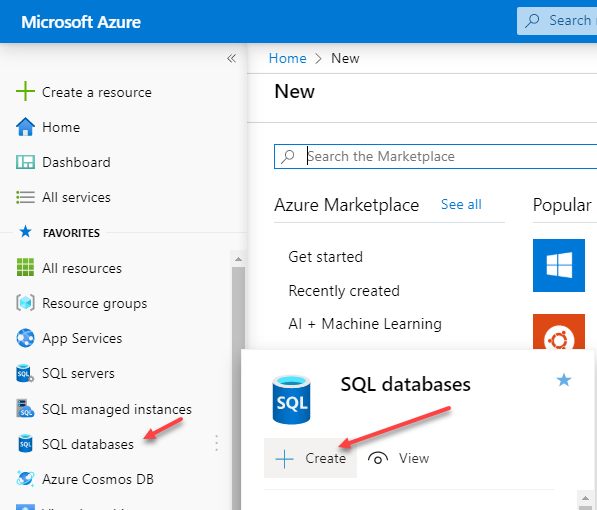 Microsoft Azure
Search
Create a resource
Home
Dashboard
All services
FAVORITES
All resources
Resource groups
App Services
SQL servers
SQL managed instances
SQL databases
Azure Cosmos DB
Home > New
New
Search the Marketplace
Azure Marketplace See all Popular
Get started
Recently created
AI + Machine Learning
SQL
SQL databases
Create View